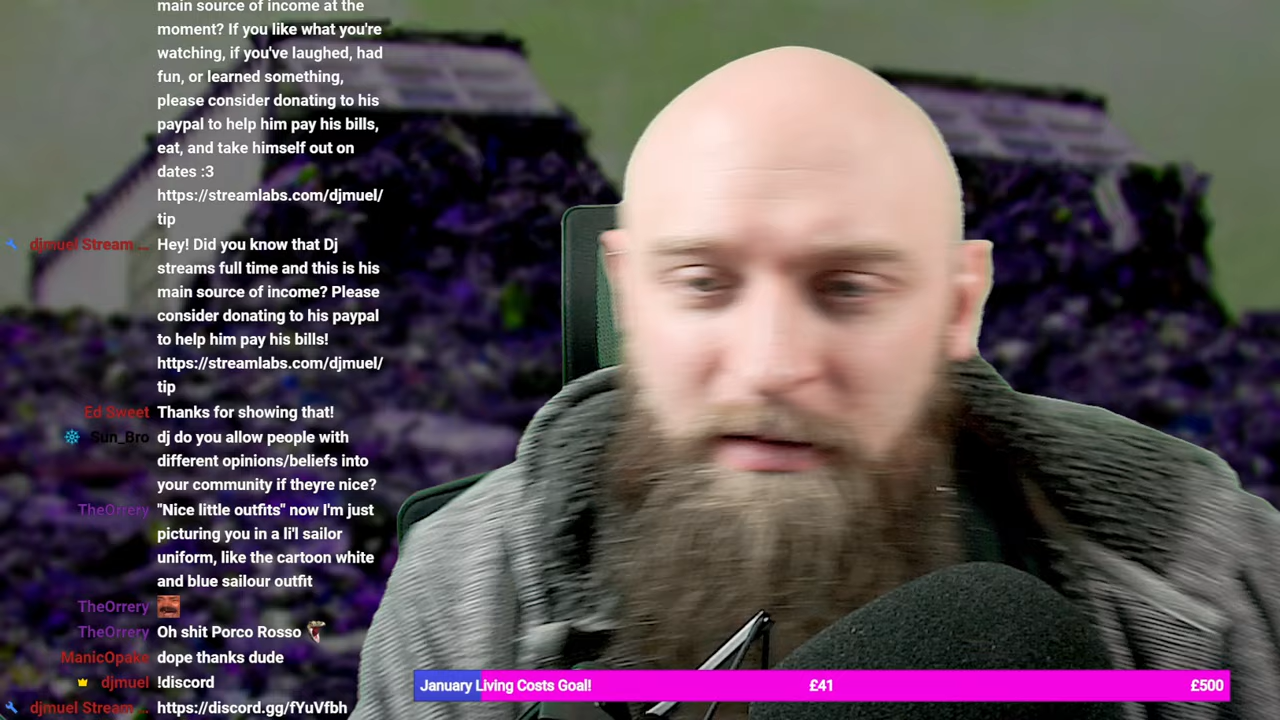 main source of income at the
moment? If you like what you're
watching, if you've laughed, had
fun, or learned something,
please consider donating to his
paypal to help him pay his bills,
eat, and take himself out on
dates :3
https://streamlabs.com/djmuel/
tip
djmuel Stream ... Hey! Did you know that Dj
streams full time and this is his
main source of income? Please
consider donating to his paypal
to help him pay his bills!
https://streamlabs.com/djmuel/
tip
Ed Sweet Thanks for showing that!
Sun_Bro dj do you allow people with
different opinions/beliefs into
your community if theyre nice?
TheOrrery "Nice little outfits" now I'm just
picturing you in a li'l sailor
uniform, like the cartoon white
and blue sailour outfit
TheOrrery
TheOrrery Oh shit Porco Rosso
ManicOpake dope thanks dude
djmuel !discord
djmuel Stream ... https://discord.gg/fYuVfbh
January Living Costs Goal! £41 £500